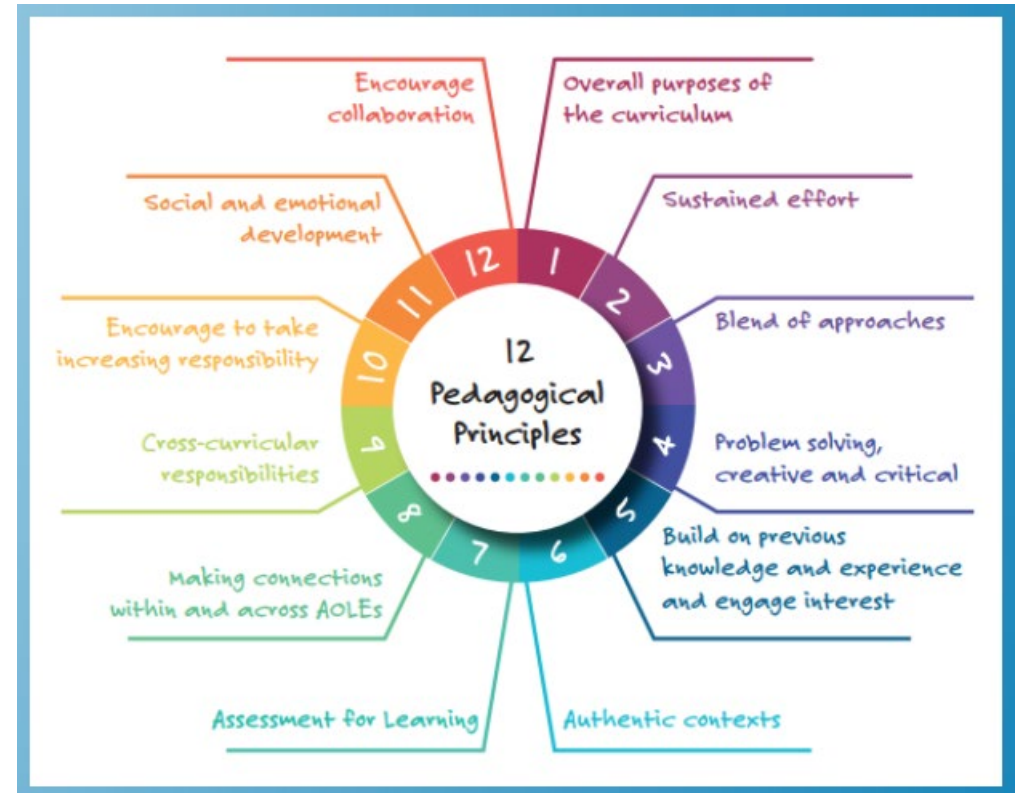 12
Pedagogical
Principles
1
Overall purposes of
the curriculum
2
Sustained effort
3
Blend of approaches
4
Problem solving,
creative and critical
5
Build on previous
knowledge and experience
and engage interest
6
Authentic contexts
7
Assessment for Learning
8
Making connections
within and across AOLEs
9
Cross-curricular
responsibilities
10
Encourage to take
increasing responsibility
11
Social and emotional
development
12
Encourage
collaboration